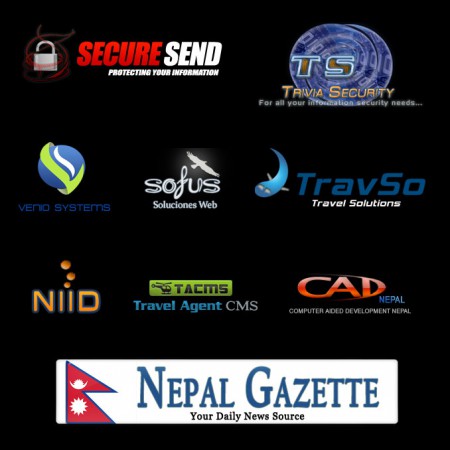 SECURE SEND
PROTECTING YOUR INFORMATION
TS
TRIVIA SECURITY
For all your information security needs...
VENIO SYSTEMS
sofus
Soluciones Web
TravSo
Travel Solutions
NIID
TACMS
Travel Agent CMS
CAD
NEPAL
COMPUTER AIDED DEVELOPMENT NEPAL
NEPAL GAZETTE
Your Daily News Source